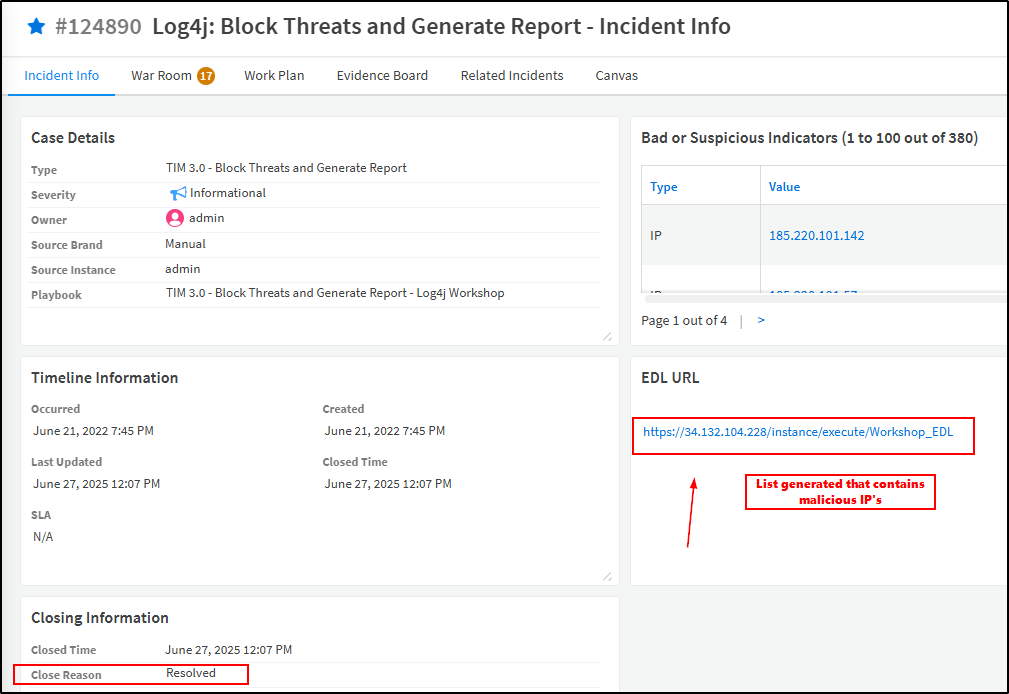 #124890 Log4j: Block Threats and Generate Report - Incident Info
Incident Info War Room 17 Work Plan Evidence Board Related Incidents Canvas
Case Details
Type TIM 3.0 - Block Threats and Generate Report
Severity Informational
Owner admin
Source Brand Manual
Source Instance admin
Playbook TIM 3.0 - Block Threats and Generate Report - Log4j Workshop
Bad or Suspicious Indicators (1 to 100 out of 380)
Type Value
IP 185.220.101.142
Page 1 out of 4 | >
Timeline Information
Occurred Created
June 21, 2022 7:45 PM June 21, 2022 7:45 PM
Last Updated Closed Time
June 27, 2025 12:07 PM June 27, 2025 12:07 PM
SLA
N/A
EDL URL
https://34.132.104.228/instance/execute/Workshop_EDL
List generated that contains
malicious IP's
Closing Information
Closed Time June 27, 2025 12:07 PM
Close Reason Resolved